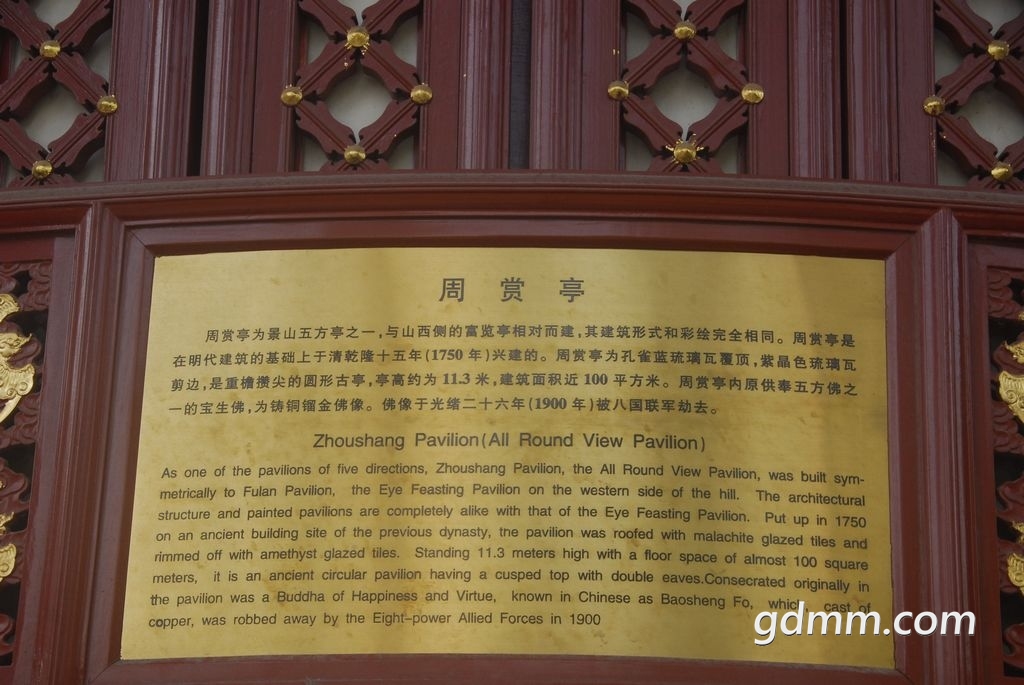 周赏亭
周赏亭为景山五方亭之一,与山西侧的富览亭相对而建,其建筑形式和彩绘完全相同。周赏亭是
在明代建筑的基础上于清乾隆十五年(1750年)兴建的。周赏亭为孔雀蓝琉璃瓦覆顶,紫晶色琉璃瓦
剪边,是重檐攒尖的圆形古亭,亭高约为11.3米,建筑面积近100平方米。周赏亭内原供奉五方佛之
一的宝生佛,为铸铜镏金佛像。佛像于光绪二十六年(1900年)被八国联军劫去。
Zhoushang Pavilion(All Round View Pavilion)
As one of the pavilions of five directions, Zhoushang Pavilion, the All Round View Pavilion, was built sym-
metrically to Fulan Pavilion, the Eye Feasting Pavilion on the western side of the hill. The architectural
structure and painted pavilions are completely alike with that of the Eye Feasting Pavilion. Put up in 1750
on an ancient building site of the previous dynasty, the pavilion was roofed with malachite glazed tiles and
rimmed off with amethyst glazed tiles. Standing 11.3 meters high with a floor space of almost 100 square
meters, it is an ancient circular pavilion having a cusped top with double eaves.Consecrated originally in
the pavilion was a Buddha of Happiness and Virtue, known in Chinese as Baosheng Fo, which cast of
copper, was robbed away by the Eight-power Allied Forces in 1900
gdmm.com